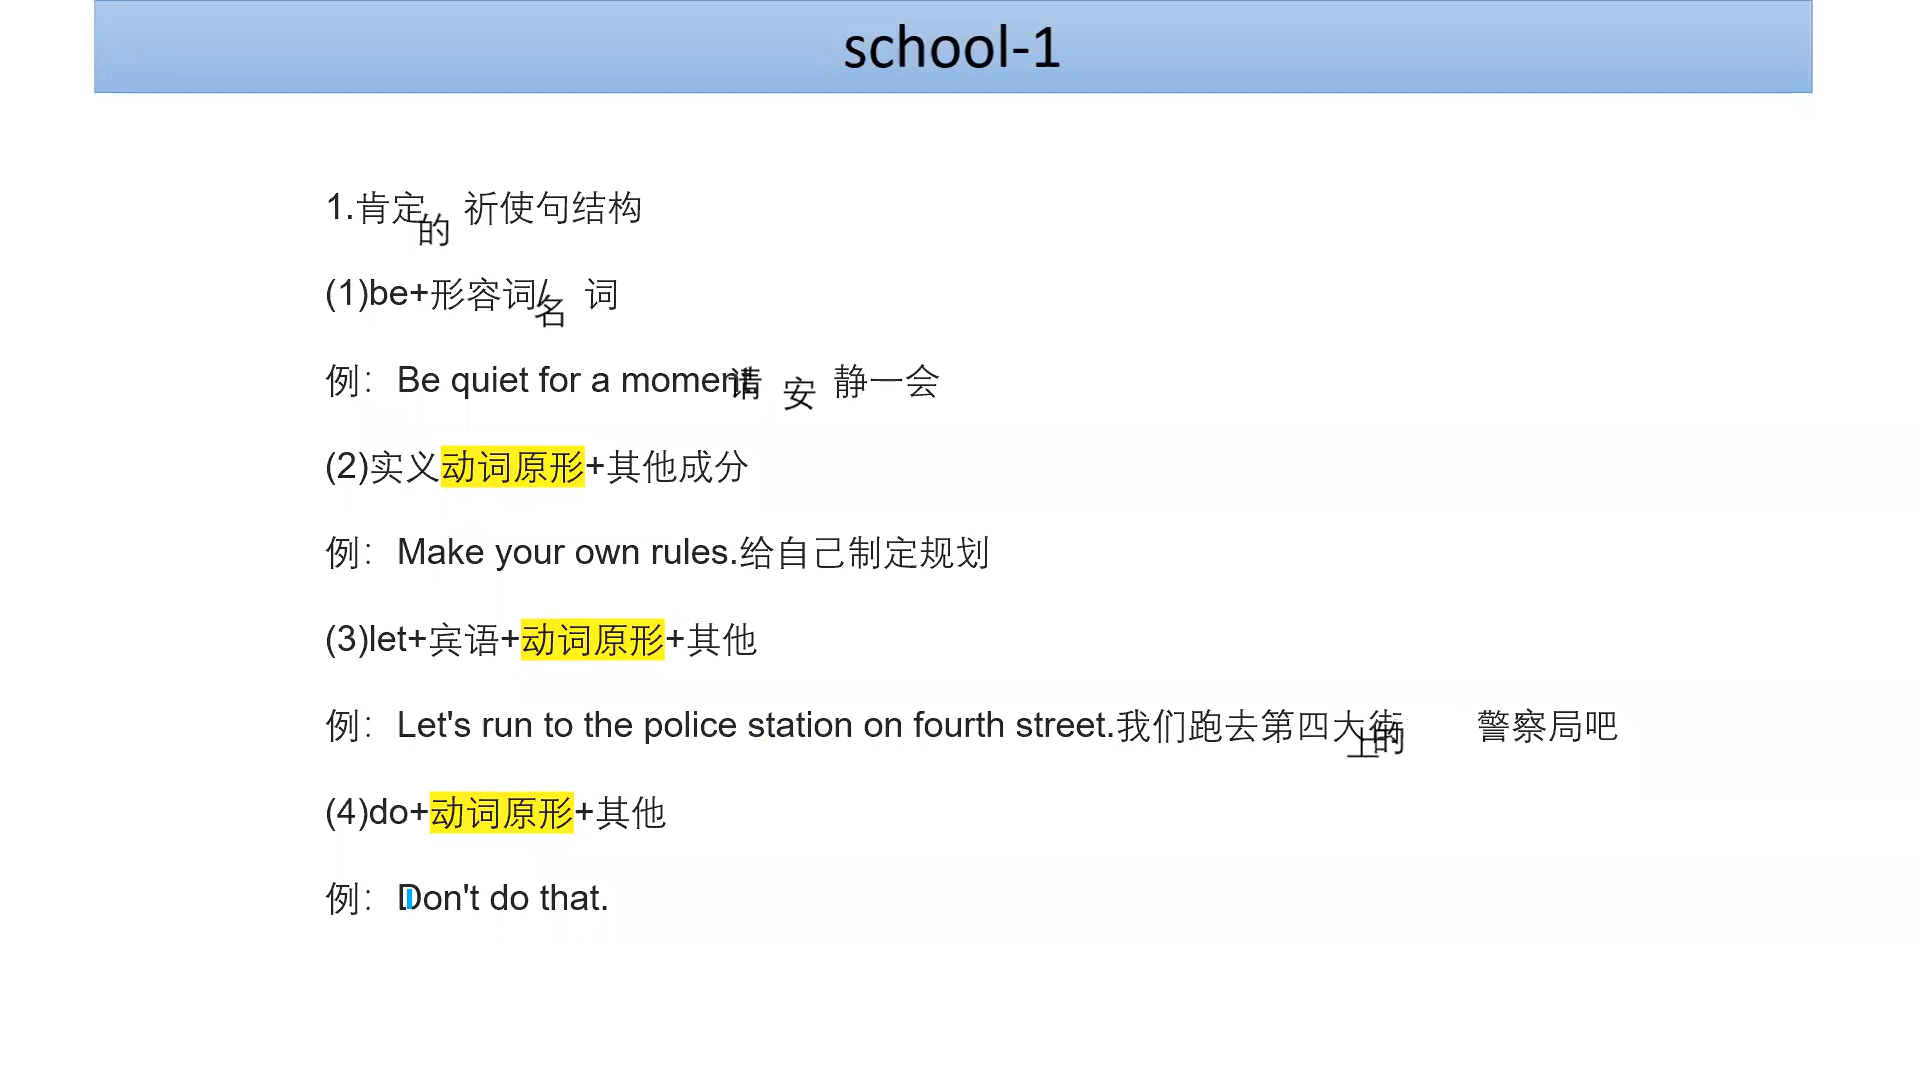 school-1
1.肯定的祈使句结构
(1)be+形容词/名词
例：Be quiet for a moment.请安静一会
(2)实义动词原形+其他成分
例：Make your own rules.给自己制定规划
(3)let+宾语+动词原形+其他
例：Let's run to the police station on fourth street.我们跑去第四大街上的警察局吧
(4)do+动词原形+其他
例：Don't do that.